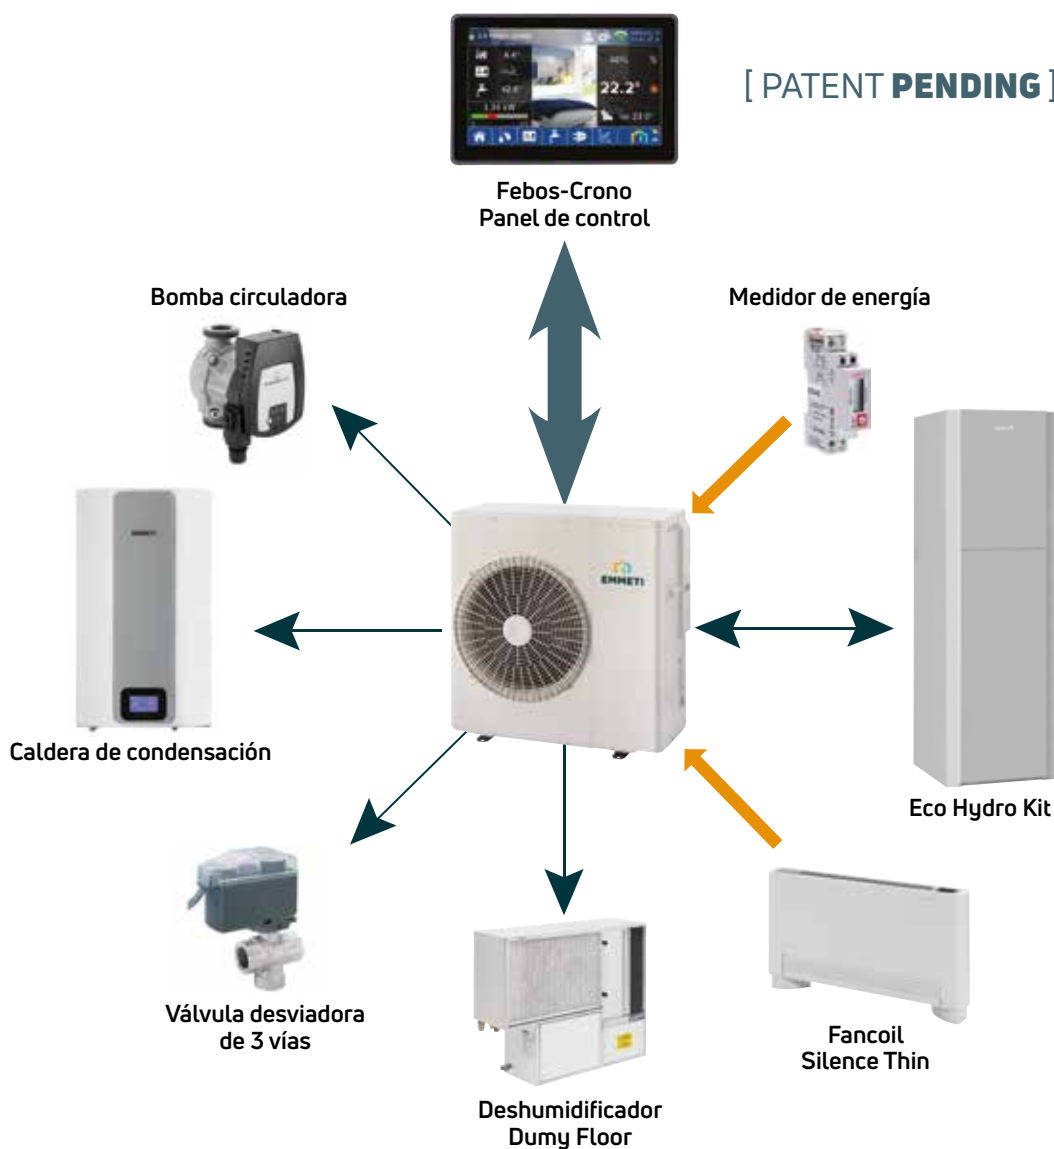 [ PATENT PENDING ]
22.2°
Febos-Crono
Panel de control
Bomba circuladora
Medidor de energía
EMMETI
Caldera de condensación
Eco Hydro Kit
Válvula desviadora
de 3 vías
Fancoil
Silence Thin
Deshumidificador
Dumy Floor